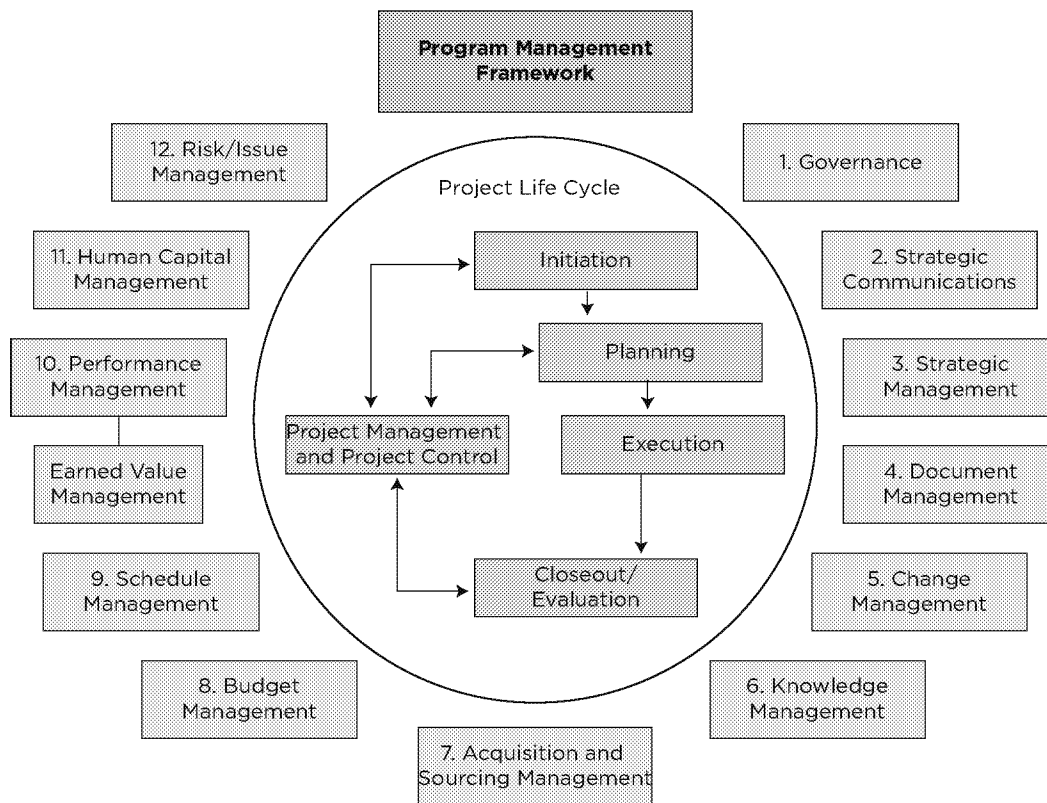 Program Management
Framework
12. Risk/Issue
Management
1. Governance
Project Life Cycle
11. Human Capital
Management
Initiation
2. Strategic
Communications
10. Performance
Management
Planning
3. Strategic
Management
Project Management
and Project Control
Execution
Earned Value
Management
4. Document
Management
9. Schedule
Management
Closeout/
Evaluation
5. Change
Management
8. Budget
Management
6. Knowledge
Management
7. Acquisition and
Sourcing Management